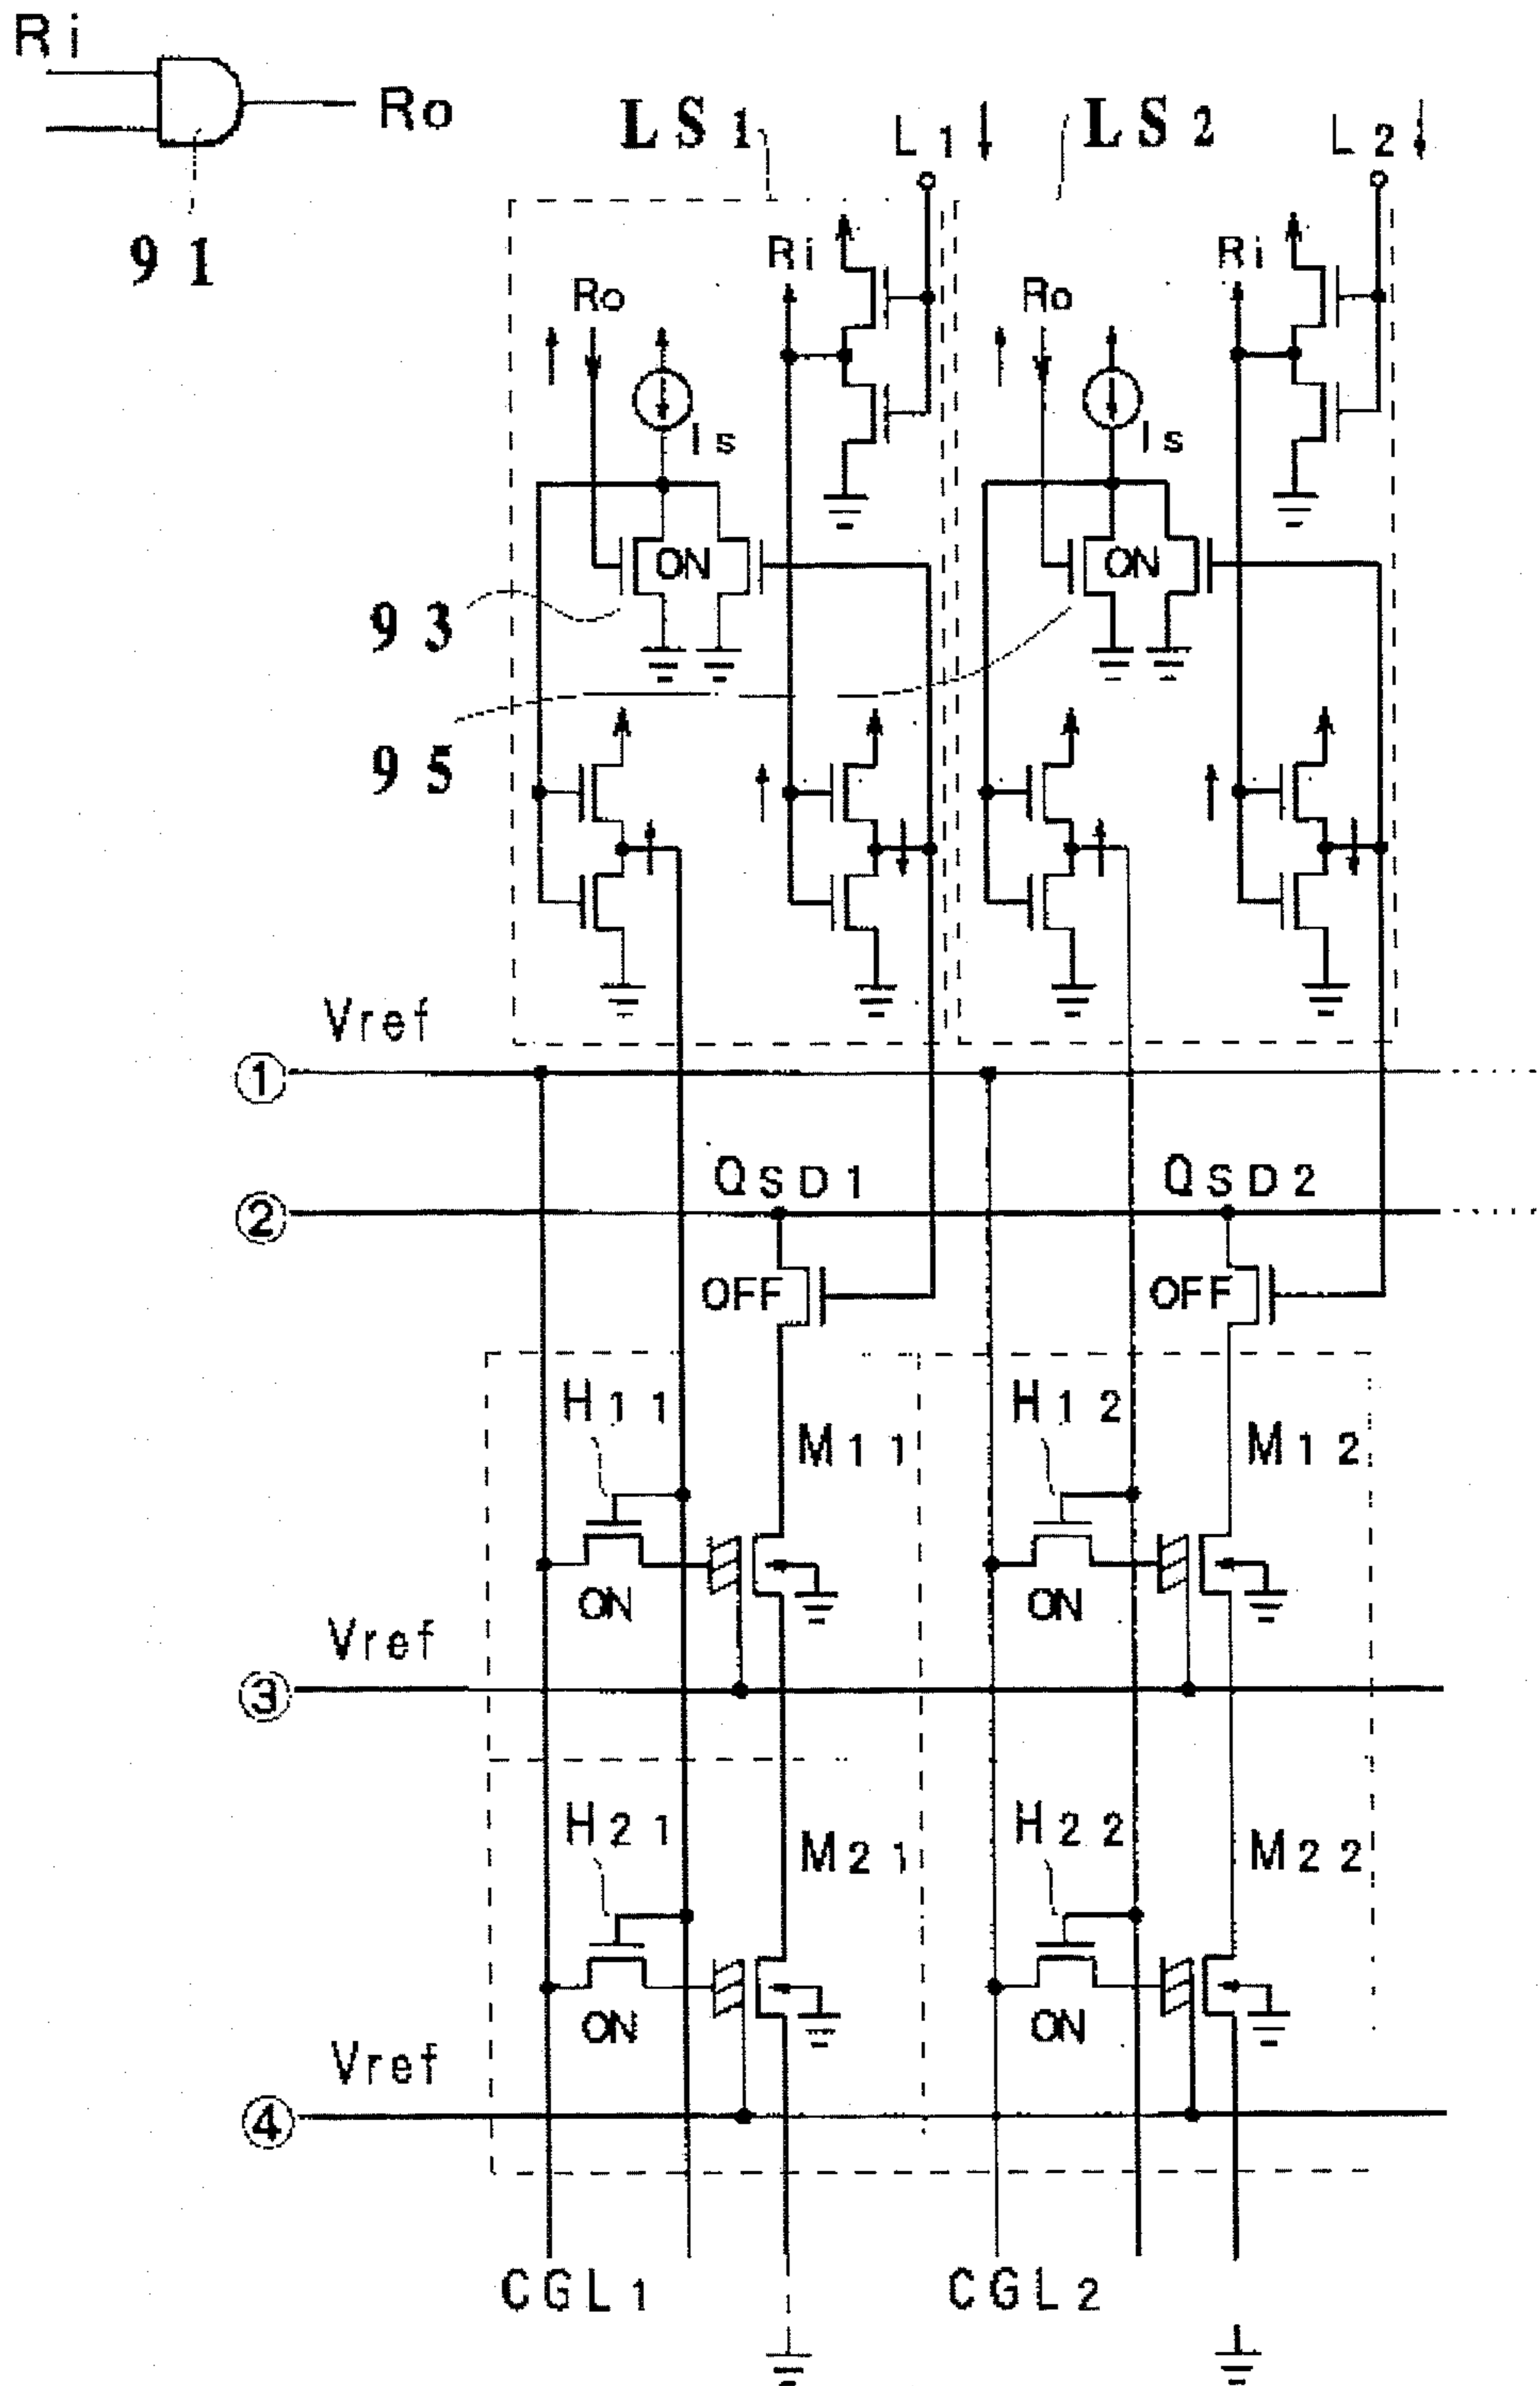 Ri
Ro
91
LS1
L1
LS2
L2
Ro
Ri
Is
Ro
Ri
Is
ON
ON
93
95
Vref
①
QSD1
QSD2
②
OFF
OFF
H11
M11
H12
M12
ON
ON
Vref
③
H21
M21
H22
M22
ON
ON
Vref
④
CGL1
CGL2